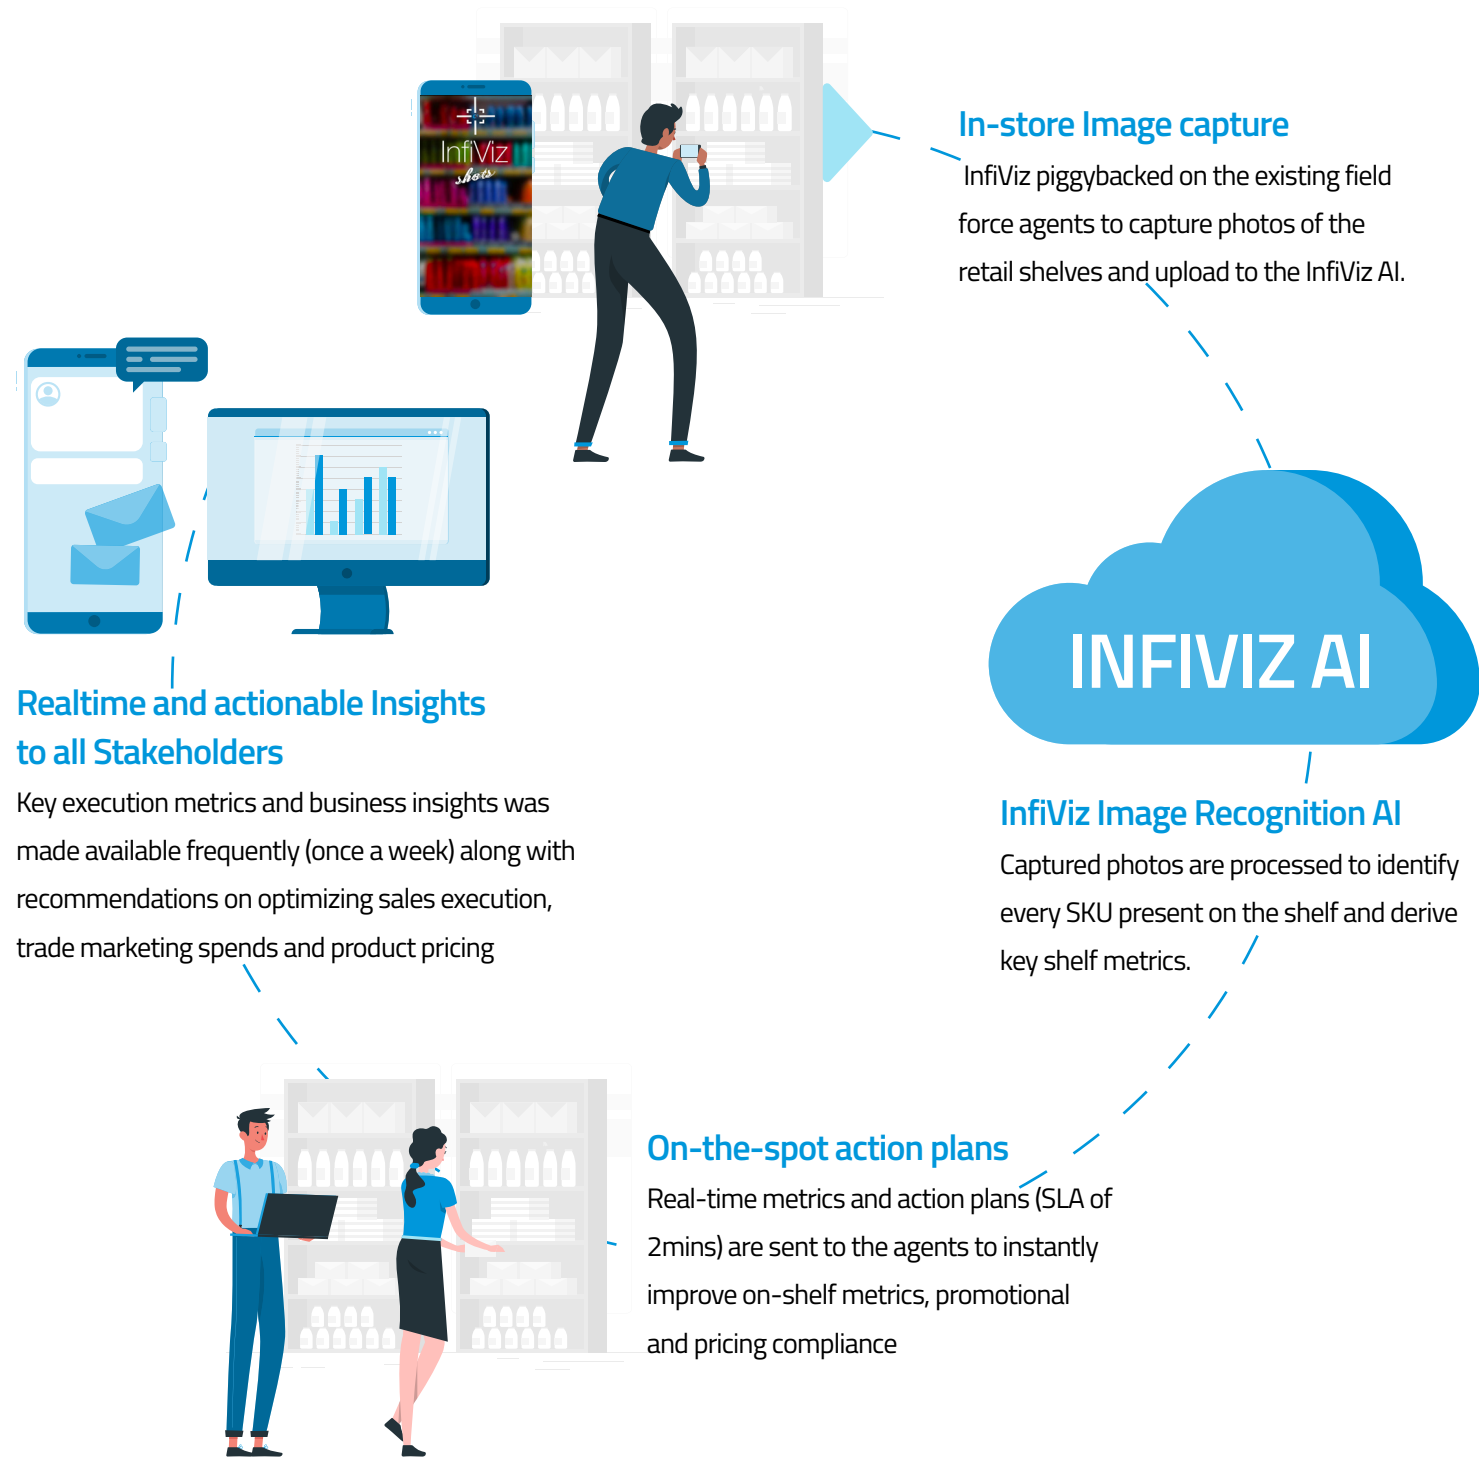 InfiViz
shots
In-store Image capture
InfiViz piggybacked on the existing field
force agents to capture photos of the
retail shelves and upload to the InfiViz AI.
INFIVIZ AI
InfiViz Image Recognition AI
Captured photos are processed to identify
every SKU present on the shelf and derive
key shelf metrics.
On-the-spot action plans
Real-time metrics and action plans (SLA of
2mins) are sent to the agents to instantly
improve on-shelf metrics, promotional
and pricing compliance
Realtime and actionable Insights
to all Stakeholders
Key execution metrics and business insights was
made available frequently (once a week) along with
recommendations on optimizing sales execution,
trade marketing spends and product pricing